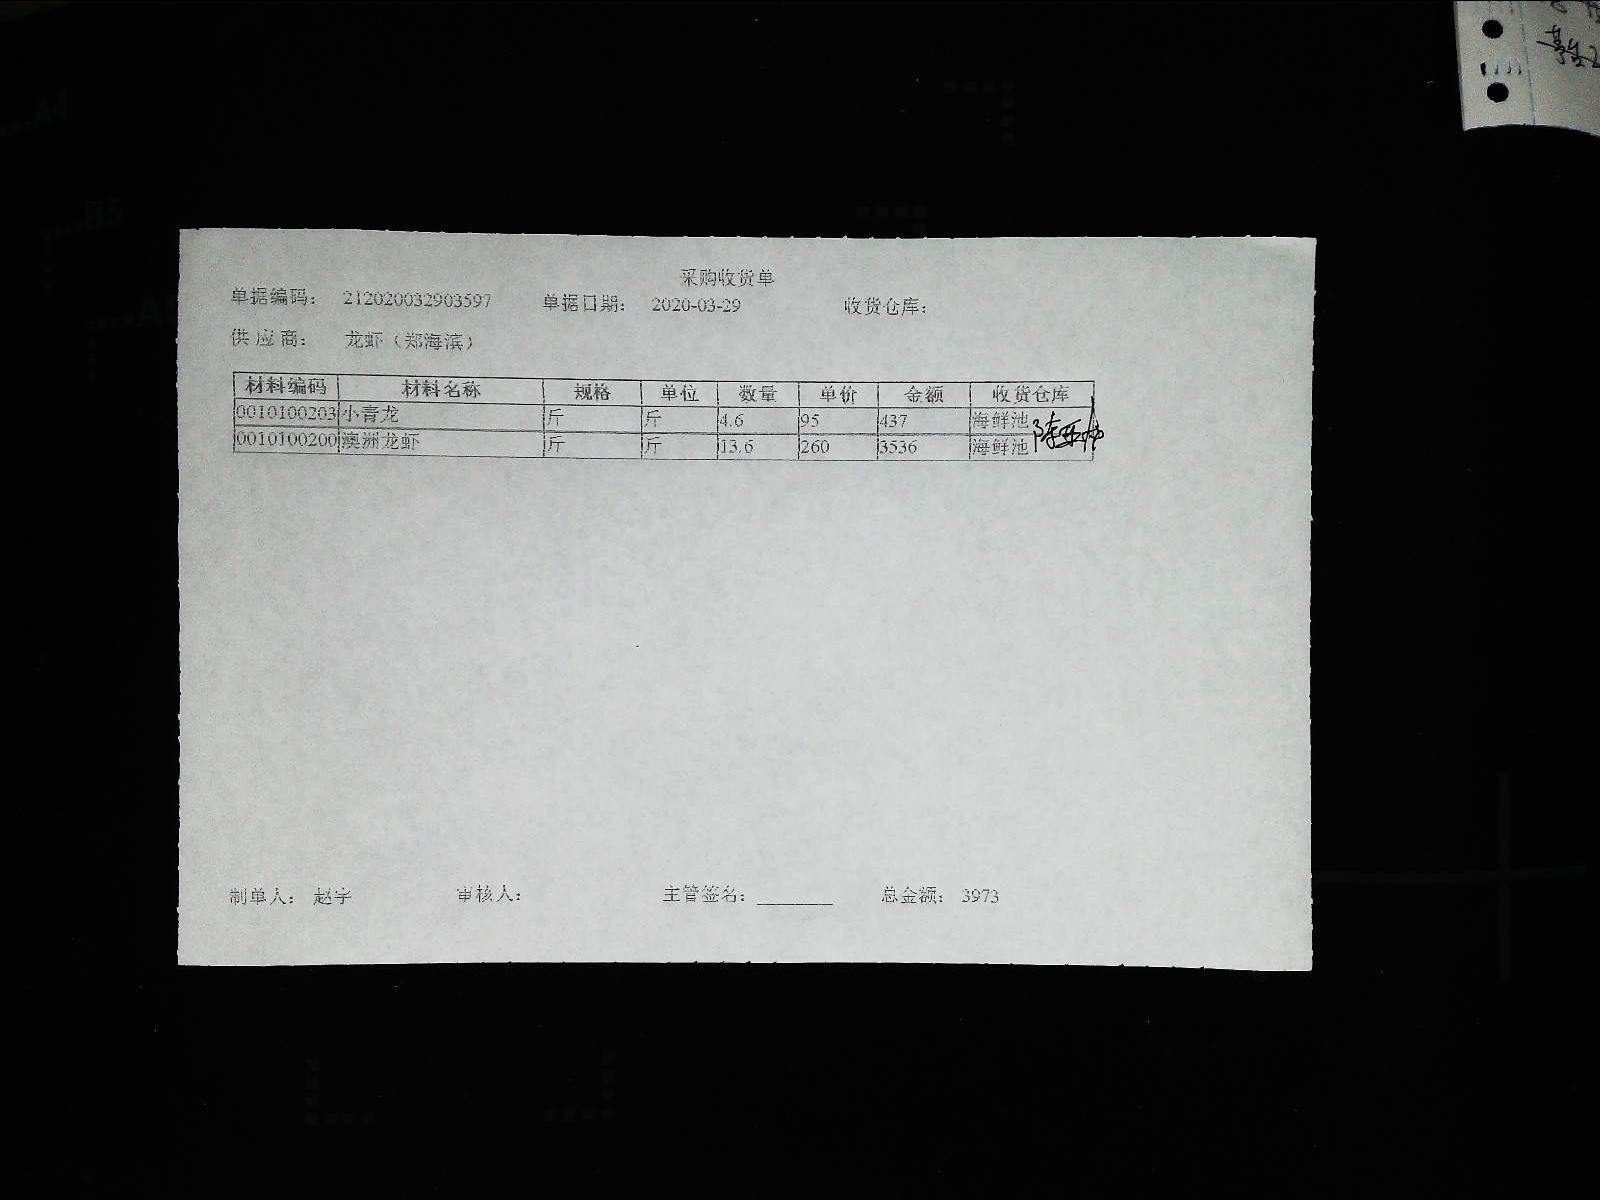 采购收货单
单据编码： 212020032903597 单据日期： 2020-03-29 收货仓库：
供 应 商： 龙虾（郑海滨）
材料编码 材料名称 规格 单位 数量 单价 金额 收货仓库
0010100203 小青龙 斤 斤 4.6 95 437 海鲜池
0010100200 澳洲龙虾 斤 斤 13.6 260 3536 海鲜池
制单人： 赵宇 审核人： 主管签名： 总金额： 3973